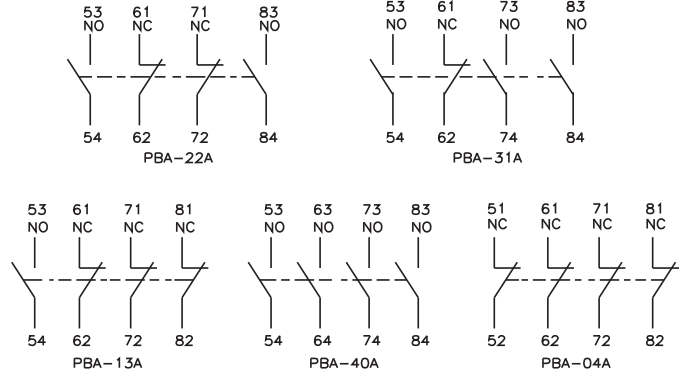 53 61 71 83
NO NC NC NO
54 62 72 84
PBA-22A
53 61 73 83
NO NC NO NO
54 62 74 84
PBA-31A
53 61 71 81
NO NC NC NC
54 62 72 82
PBA-13A
53 63 73 83
NO NO NO NO
54 64 74 84
PBA-40A
51 61 71 81
NC NC NC NC
52 62 72 82
PBA-04A